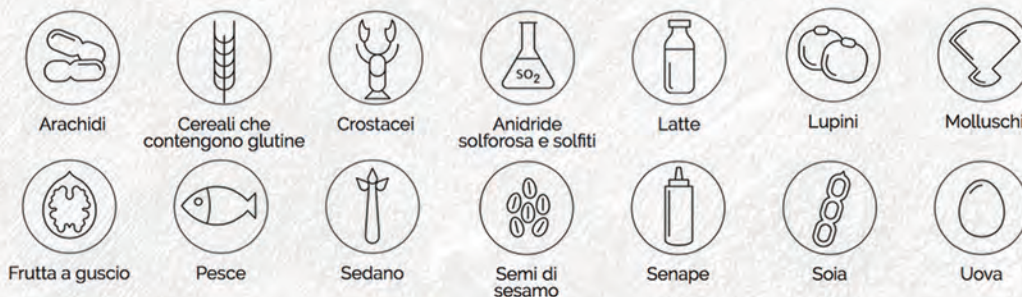 SO2
Arachidi
Cereali che
contengono glutine
Crostacei
Anidride
solforosa e solfiti
Latte
Lupini
Molluschi
Frutta a guscio
Pesce
Sedano
Semi di
sesamo
Senape
Soia
Uova